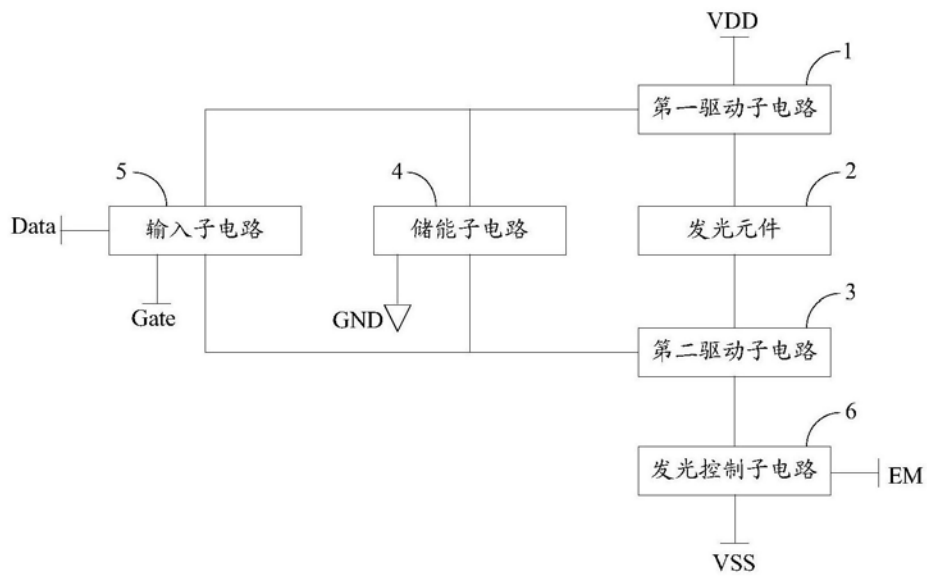 VDD
1
第一驱动子电路
5
4
2
Data
输入子电路
储能子电路
发光元件
Gate
GND
3
第二驱动子电路
6
发光控制子电路
EM
VSS